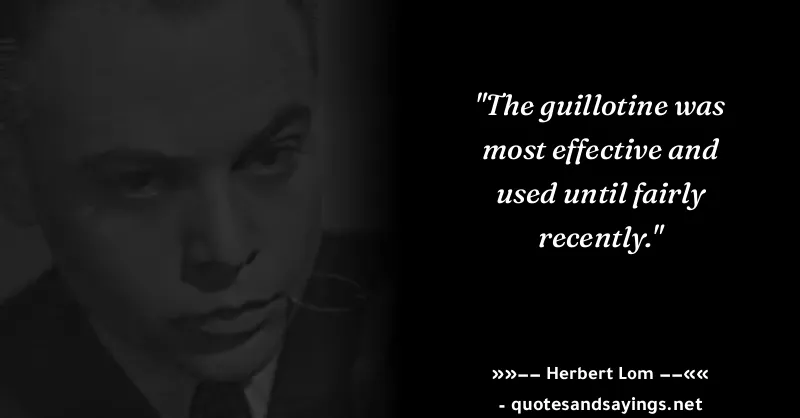 "The guillotine was
most effective and
used until fairly
recently."
»»–– Herbert Lom ––««
- quotesandsayings.net